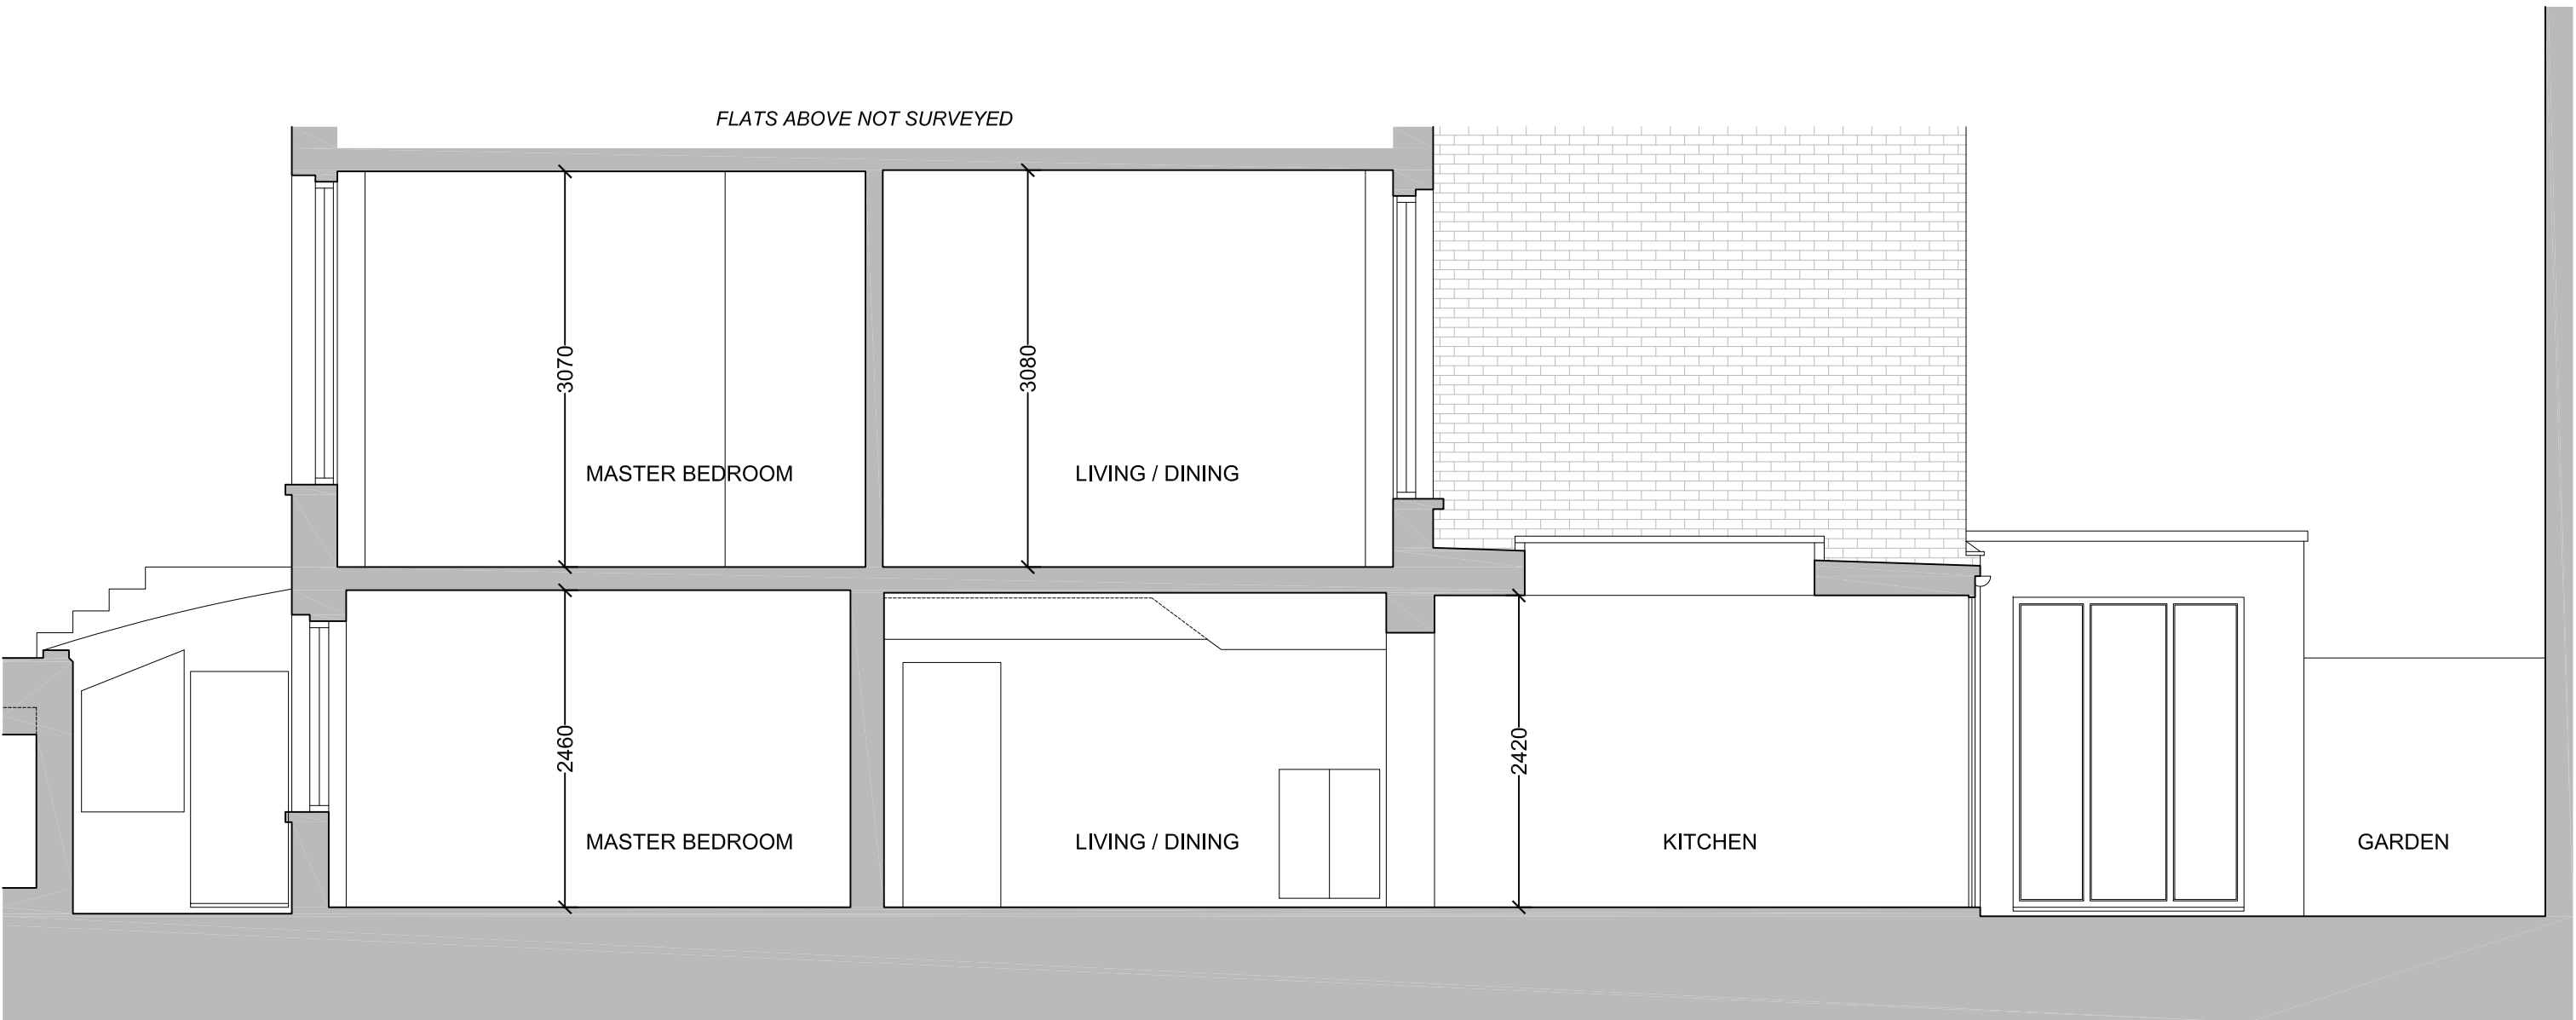 FLATS ABOVE NOT SURVEYED
3070
3080
MASTER BEDROOM
LIVING / DINING
2460
2420
MASTER BEDROOM
LIVING / DINING
KITCHEN
GARDEN